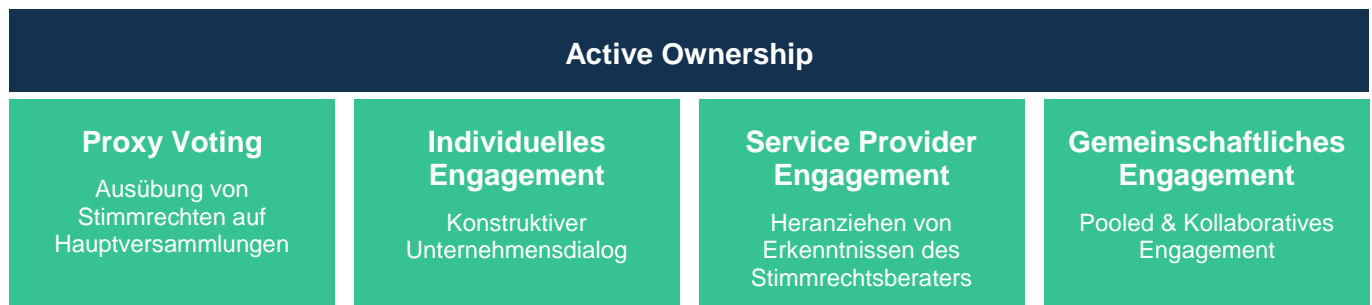 Active Ownership
Proxy Voting
Ausübung von
Stimmrechten auf
Hauptversammlungen
Individuelles
Engagement
Konstruktiver
Unternehmensdialog
Service Provider
Engagement
Heranziehen von
Erkenntnissen des
Stimmrechtsberaters
Gemeinschaftliches
Engagement
Pooled & Kollaboratives
Engagement